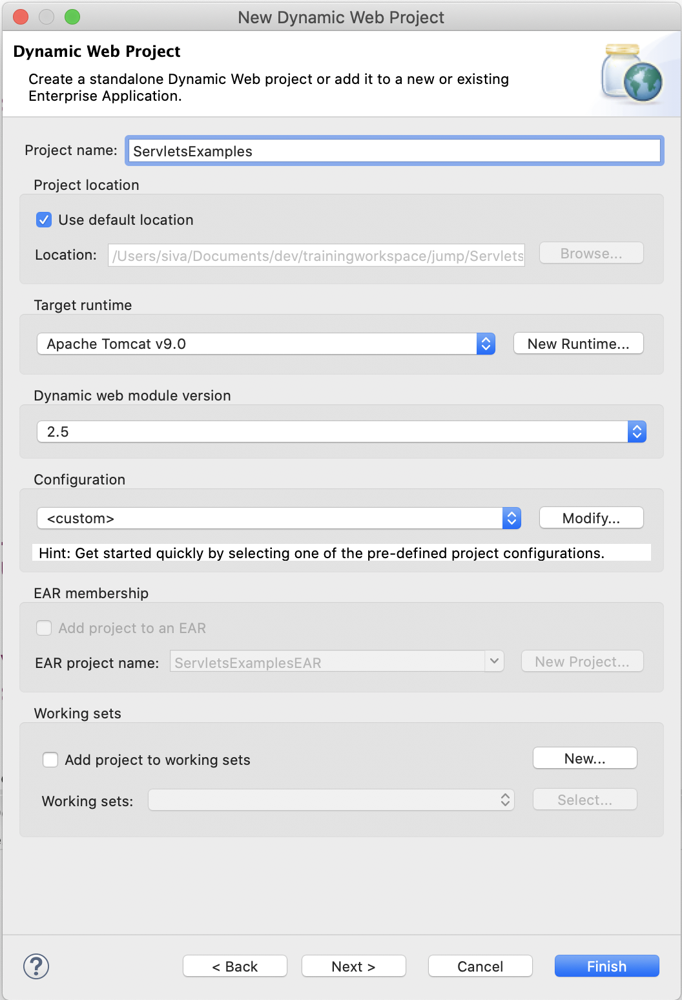 New Dynamic Web Project
Dynamic Web Project
Create a standalone Dynamic Web project or add it to a new or existing
Enterprise Application.
Project name: ServletsExamples
Project location
Use default location
Location: /Users/siva/Documents/dev/trainingworkspace/jump/Servlets Browse...
Target runtime
Apache Tomcat v9.0 New Runtime...
Dynamic web module version
2.5
Configuration
<custom> Modify...
Hint: Get started quickly by selecting one of the pre-defined project configurations.
EAR membership
Add project to an EAR
EAR project name: ServletsExamplesEAR New Project...
Working sets
Add project to working sets New...
Working sets: Select...
? < Back Next > Cancel Finish